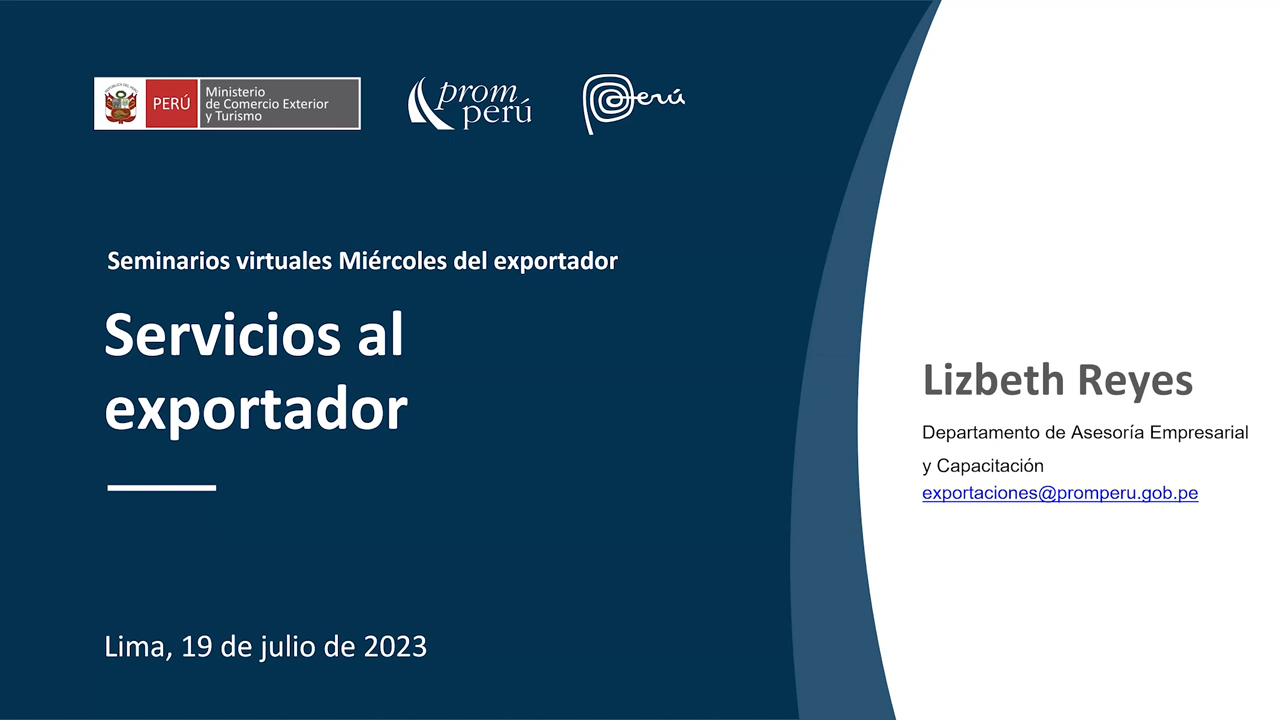 PERÚ
Ministerio
de Comercio Exterior
y Turismo
prom
perú
Perú
Seminarios virtuales Miércoles del exportador
Servicios al
exportador
Lima, 19 de julio de 2023
Lizbeth Reyes
Departamento de Asesoría Empresarial
y Capacitación
exportaciones@promperu.gob.pe